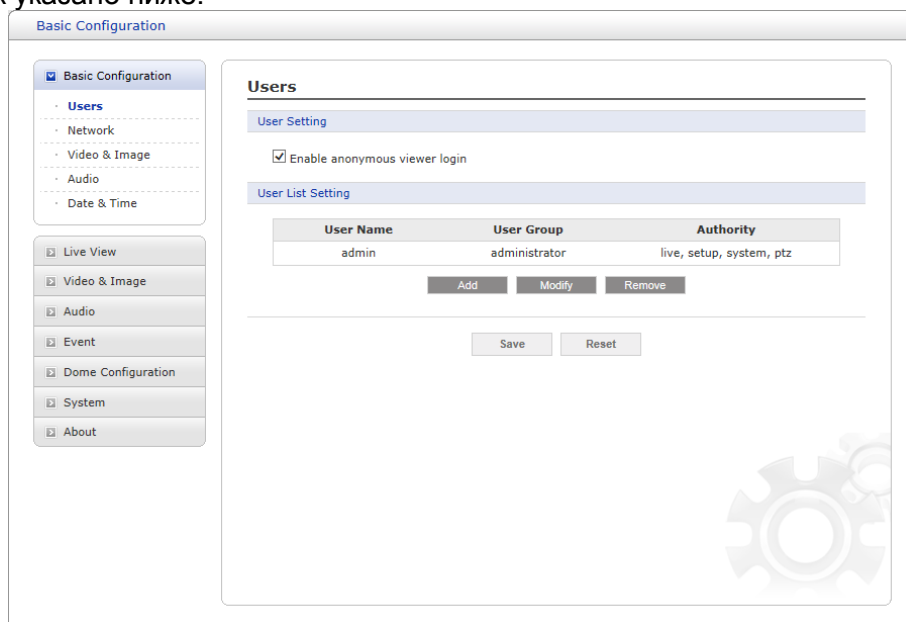 к указано ниже.
Basic Configuration
Basic Configuration
Users
Network
Video & Image
Audio
Date & Time
Live View
Video & Image
Audio
Event
Dome Configuration
System
About
Users
User Setting
Enable anonymous viewer login
User List Setting
User Name User Group Authority
admin administrator live, setup, system, ptz
Add Modify Remove
Save Reset